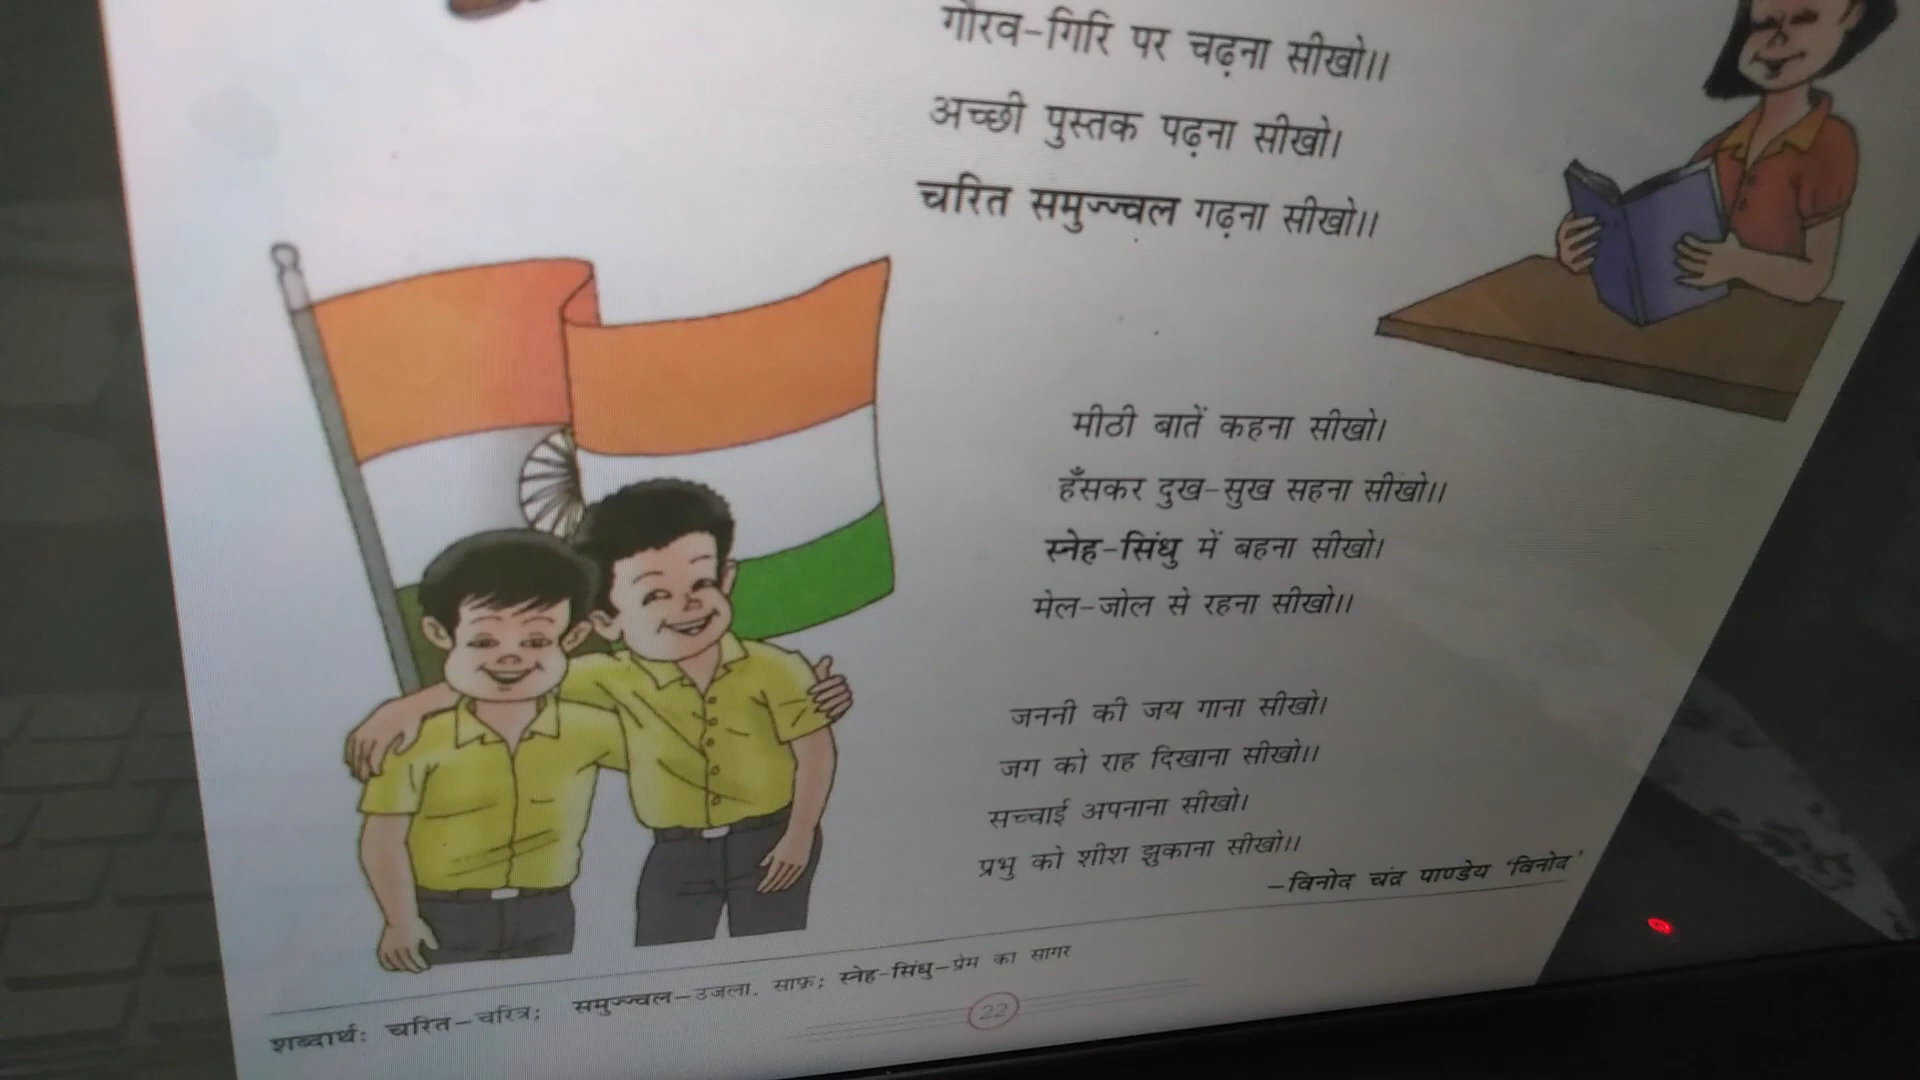 गौरव-गिरि पर चढ़ना सीखो।।
अच्छी पुस्तक पढ़ना सीखो।
चरित समुज्ज्वल गढ़ना सीखो।।
मीठी बातें कहना सीखो।
हँसकर दुख-सुख सहना सीखो।।
स्नेह-सिंधु में बहना सीखो।
मेल-जोल से रहना सीखो।।
जननी की जय गाना सीखो।
जग को राह दिखाना सीखो।।
सच्चाई अपनाना सीखो।
प्रभु को शीश झुकाना सीखो।।
–विनोद चंद्र पाण्डेय 'विनोद'
शब्दार्थ: चरित–चरित्र; समुज्ज्वल–उजला, साफ़; स्नेह-सिंधु–प्रेम का सागर
22